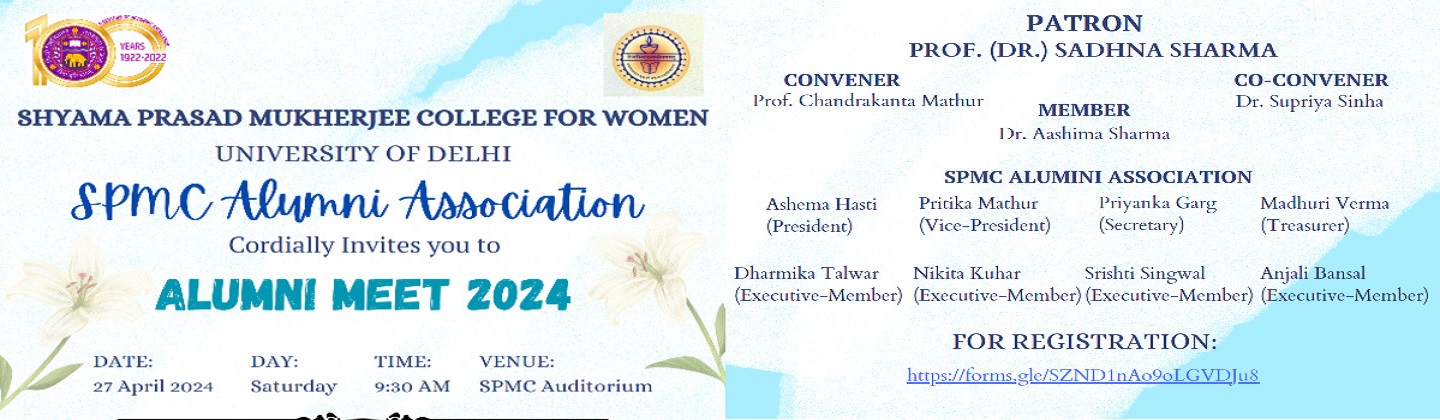 100 YEARS
1922-2022
SHYAMA PRASAD MUKHERJEE COLLEGE FOR WOMEN
UNIVERSITY OF DELHI
SPMC Alumni Association
Cordially Invites you to
ALUMNI MEET 2024
DATE: DAY: TIME: VENUE:
27 April 2024 Saturday 9:30 AM SPMC Auditorium
PATRON
PROF. (DR.) SADHNA SHARMA
CONVENER CO-CONVENER
Prof. Chandrakanta Mathur Dr. Supriya Sinha
MEMBER
Dr. Aashima Sharma
SPMC ALUMINI ASSOCIATION
Ashema Hasti Pritika Mathur Priyanka Garg Madhuri Verma
(President) (Vice-President) (Secretary) (Treasurer)
Dharmika Talwar Nikita Kuhar Srishti Singwal Anjali Bansal
(Executive-Member) (Executive-Member) (Executive-Member) (Executive-Member)
FOR REGISTRATION:
https://forms.gle/SZND1nAo9oLGVDJu8